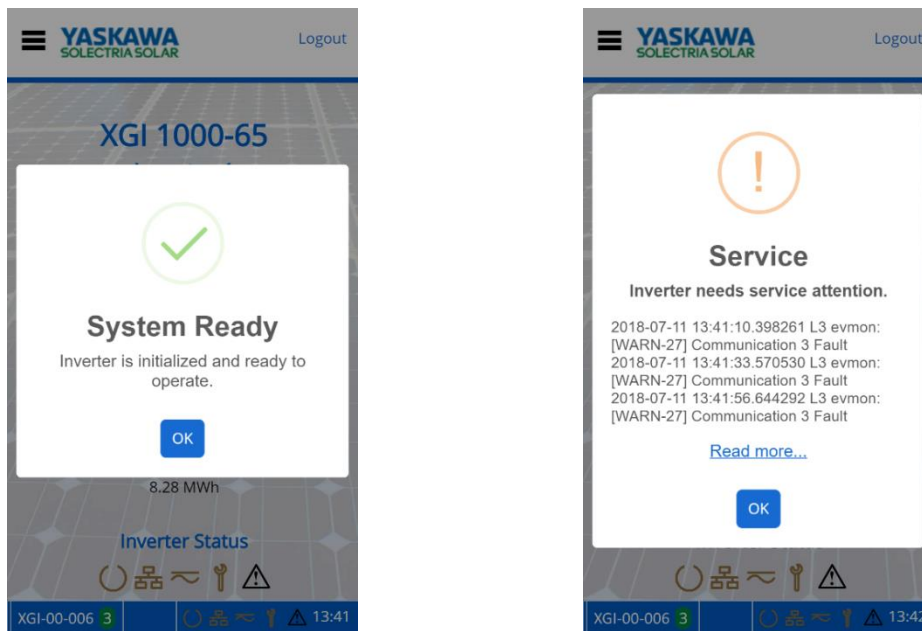 YASKAWA
SOLECTRIA SOLAR
Logout
XGI 1000-65
System Ready
Inverter is initialized and ready to
operate.
OK
8.28 MWh
Inverter Status
XGI-00-006 3
13:41
YASKAWA
SOLECTRIA SOLAR
Logout
Service
Inverter needs service attention.
2018-07-11 13:41:10.398261 L3 evmon:
[WARN-27] Communication 3 Fault
2018-07-11 13:41:33.570530 L3 evmon:
[WARN-27] Communication 3 Fault
2018-07-11 13:41:56.644292 L3 evmon:
[WARN-27] Communication 3 Fault
Read more...
OK
XGI-00-006 3
13:42